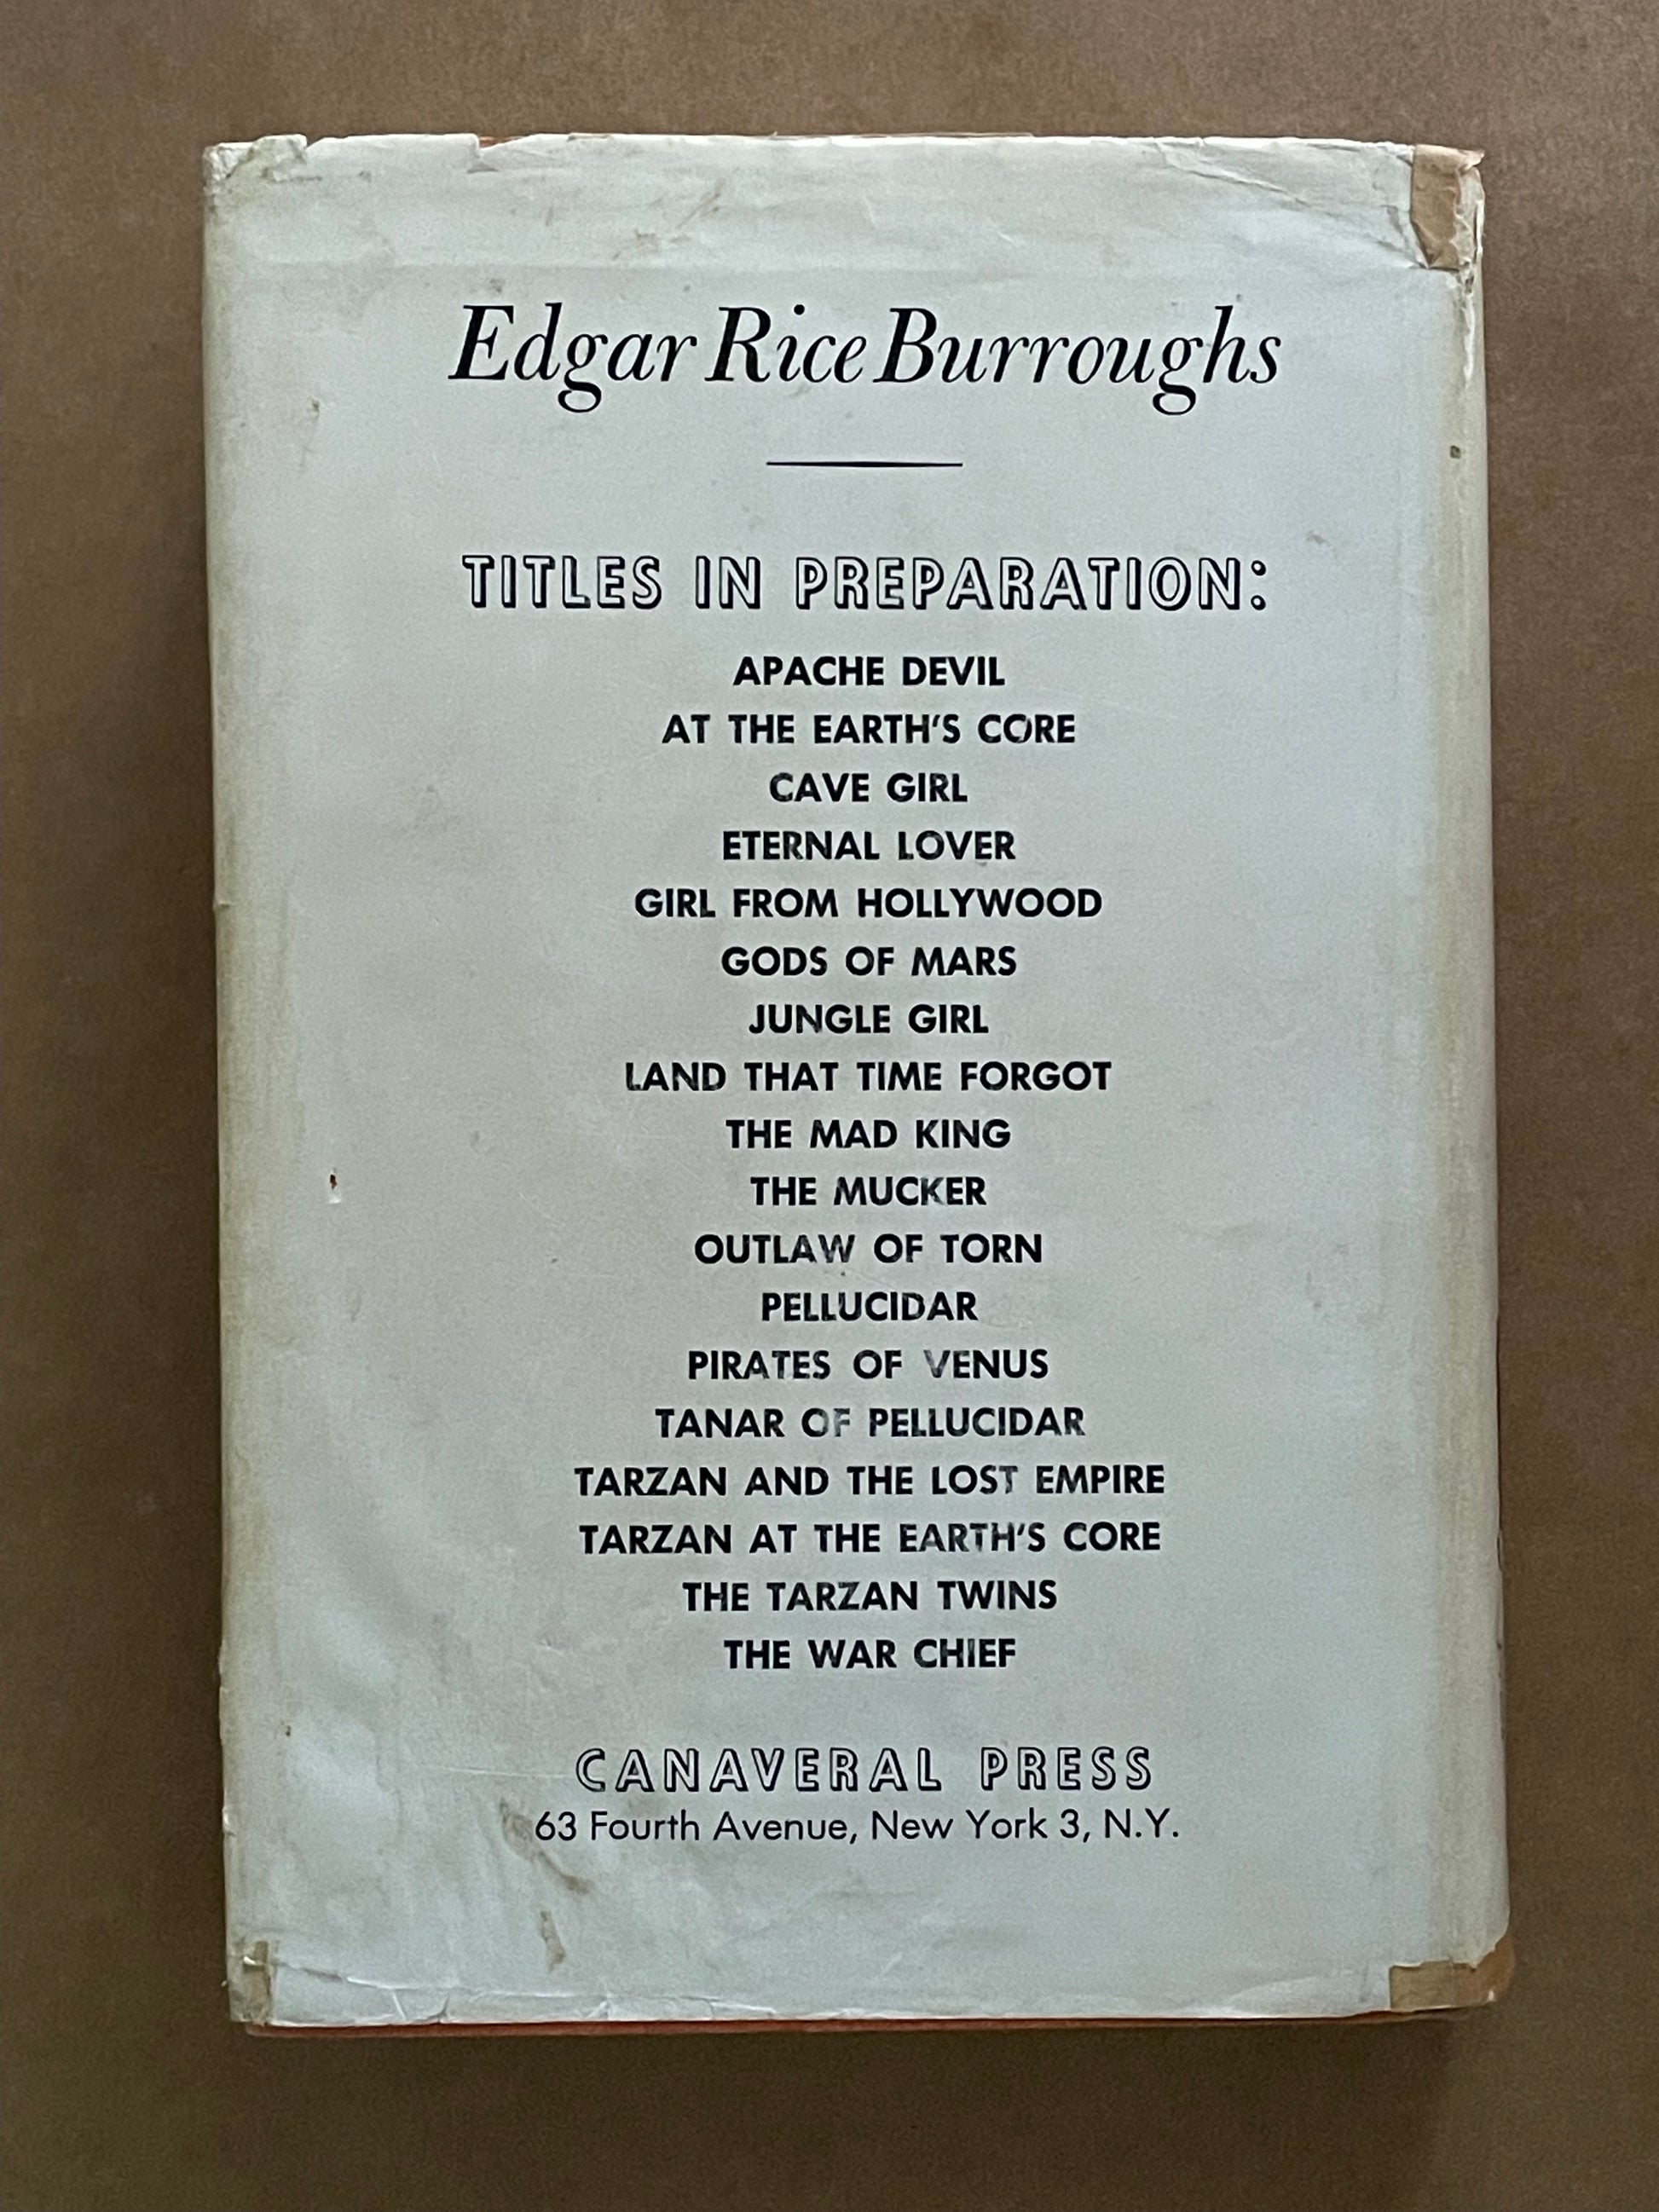 Edgar Rice Burroughs
TITLES IN PREPARATION:
APACHE DEVIL
AT THE EARTH'S CORE
CAVE GIRL
ETERNAL LOVER
GIRL FROM HOLLYWOOD
GODS OF MARS
JUNGLE GIRL
LAND THAT TIME FORGOT
THE MAD KING
THE MUCKER
OUTLAW OF TORN
PELLUCIDAR
PIRATES OF VENUS
TANAR OF PELLUCIDAR
TARZAN AND THE LOST EMPIRE
TARZAN AT THE EARTH'S CORE
THE TARZAN TWINS
THE WAR CHIEF
CANAVERAL PRESS
63 Fourth Avenue, New York 3, N.Y.